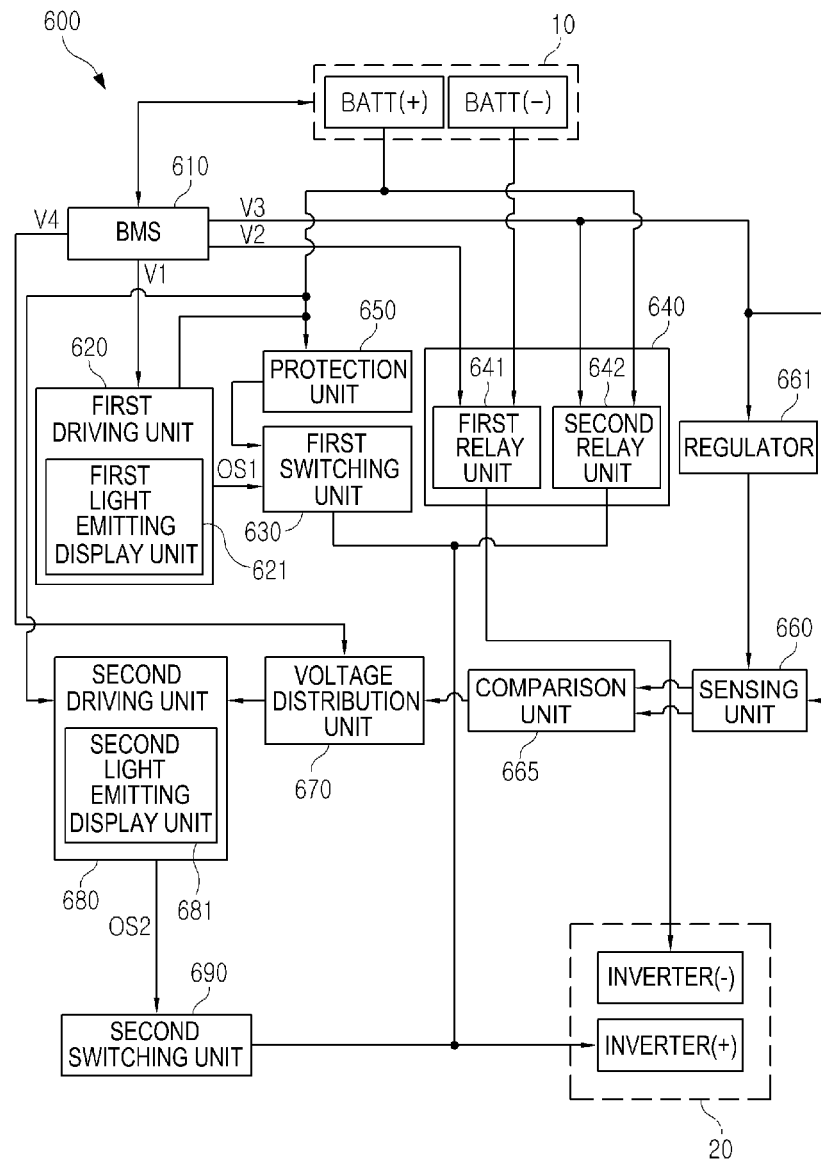 600
10
BATT(+)
BATT(-)
610
BMS
V4
V3
V2
V1
650
PROTECTION
UNIT
640
641
FIRST
RELAY
UNIT
642
SECOND
RELAY
UNIT
661
REGULATOR
620
FIRST
DRIVING UNIT
FIRST
LIGHT
EMITTING
DISPLAY UNIT
621
OS1
FIRST
SWITCHING
UNIT
630
SECOND
DRIVING UNIT
SECOND
LIGHT
EMITTING
DISPLAY UNIT
680
681
VOLTAGE
DISTRIBUTION
UNIT
670
COMPARISON
UNIT
665
660
SENSING
UNIT
OS2
690
SECOND
SWITCHING UNIT
INVERTER(-)
INVERTER(+)
20